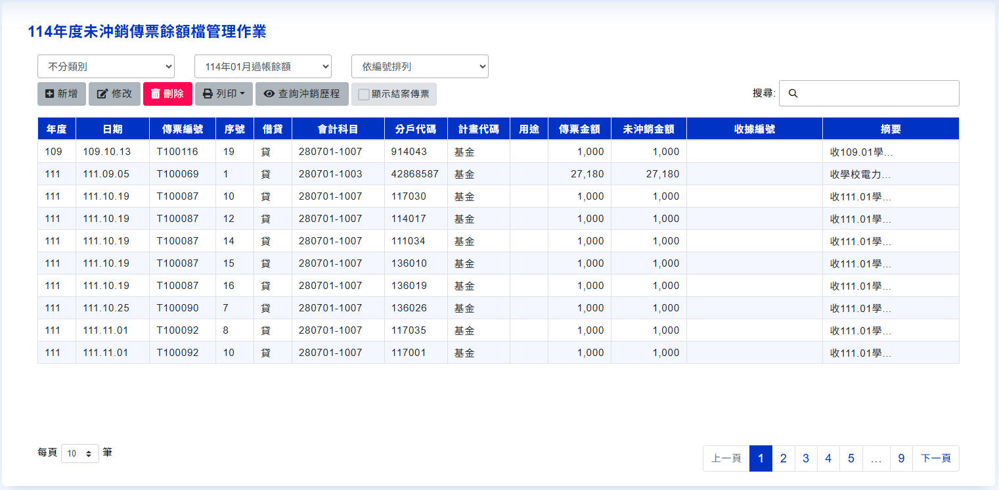 114年度未沖銷傳票餘額檔管理作業
不分類別 114年01月過帳餘額 依編號排列
新增 修改 刪除 列印 查詢沖銷歷程 顯示結案傳票 搜尋:
年度 日期 傳票編號 序號 借貸 會計科目 分戶代碼 計畫代碼 用途 傳票金額 未沖銷金額 收據編號 摘要
109 109.10.13 T100116 19 貸 280701-1007 914043 基金 1,000 1,000 收109.01學...
111 111.09.05 T100069 1 貸 280701-1003 42868587 基金 27,180 27,180 收學校電力...
111 111.10.19 T100087 10 貸 280701-1007 117030 基金 1,000 1,000 收111.01學...
111 111.10.19 T100087 12 貸 280701-1007 114017 基金 1,000 1,000 收111.01學...
111 111.10.19 T100087 14 貸 280701-1007 111034 基金 1,000 1,000 收111.01學...
111 111.10.19 T100087 15 貸 280701-1007 136010 基金 1,000 1,000 收111.01學...
111 111.10.19 T100087 16 貸 280701-1007 136019 基金 1,000 1,000 收111.01學...
111 111.10.25 T100090 7 貸 280701-1007 136026 基金 1,000 1,000 收111.01學...
111 111.11.01 T100092 8 貸 280701-1007 117035 基金 1,000 1,000 收111.01學...
111 111.11.01 T100092 10 貸 280701-1007 117001 基金 1,000 1,000 收111.01學...
每頁 10 筆 上一頁 1 2 3 4 5 ... 9 下一頁